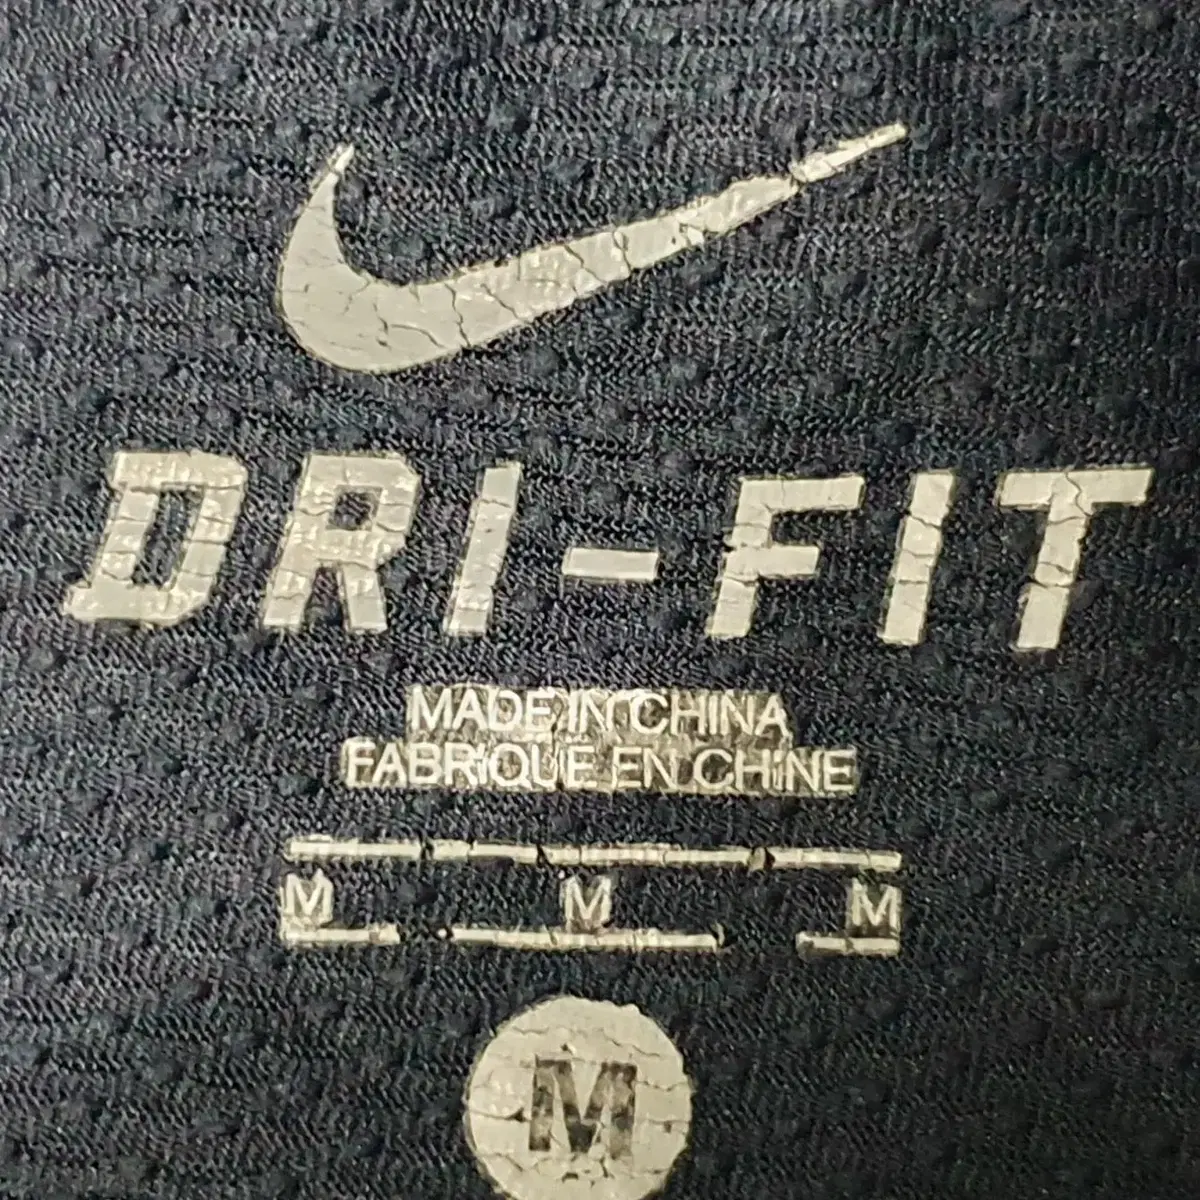 DRI-FIT
MADE IN CHINA
FABRIQUE EN CHINE
M M M
M